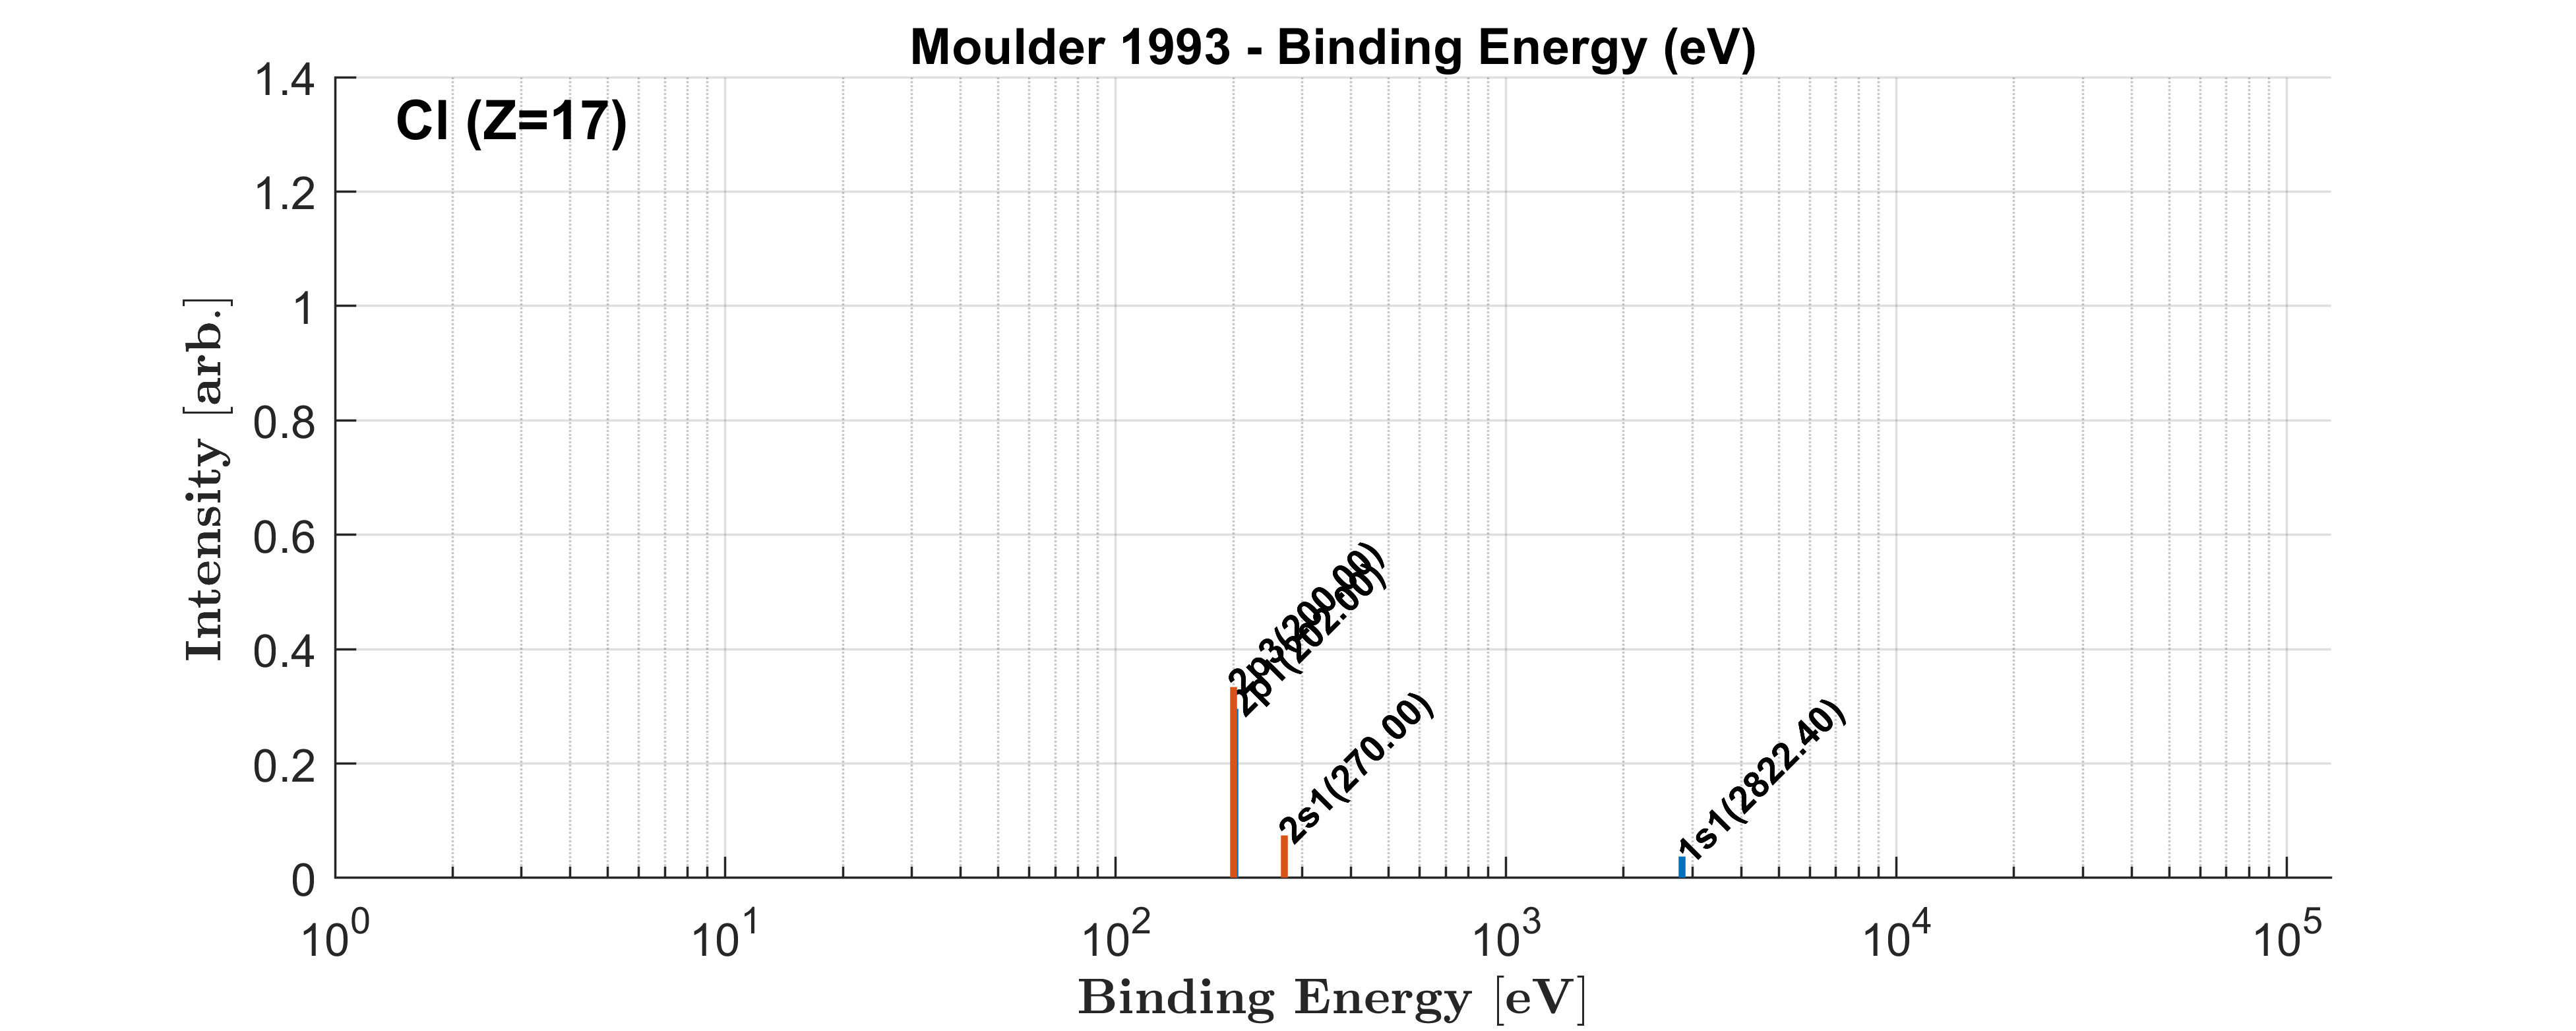 Moulder 1993 - Binding Energy (eV)
Cl (Z=17)
1.4
1.2
1
0.8
0.6
0.4
0.2
0
Intensity [arb.]
2p3(200.00)
2p1(202.00)
2s1(270.00)
1s1(2822.40)
10^0
10^1
10^2
10^3
10^4
10^5
Binding Energy [eV]